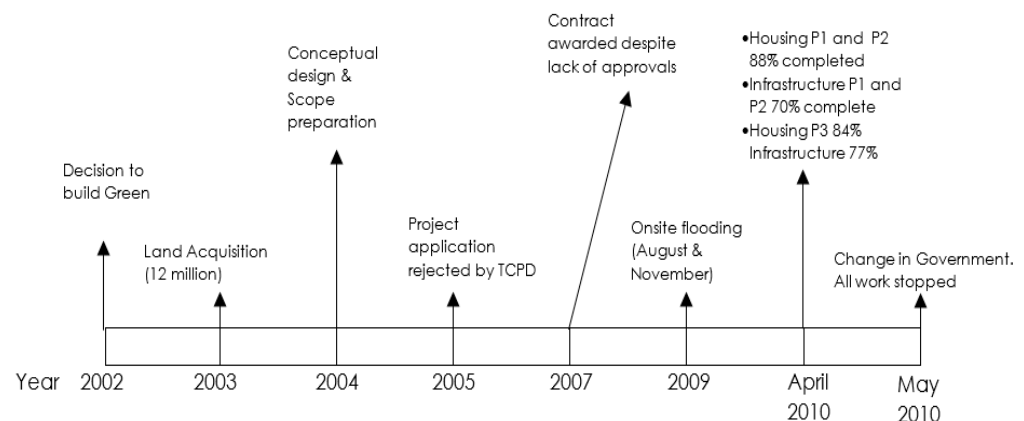 Decision to
build Green
Land Acquisition
(12 million)
Conceptual
design &
Scope
preparation
Project
application
rejected by TCPD
Contract
awarded despite
lack of approvals
Onsite flooding
(August &
November)
•Housing P1 and P2
88% completed
•Infrastructure P1 and
P2 70% complete
•Housing P3 84%
Infrastructure 77%
Change in Government.
All work stopped
Year 2002 2003 2004 2005 2007 2009 April May
2010 2010